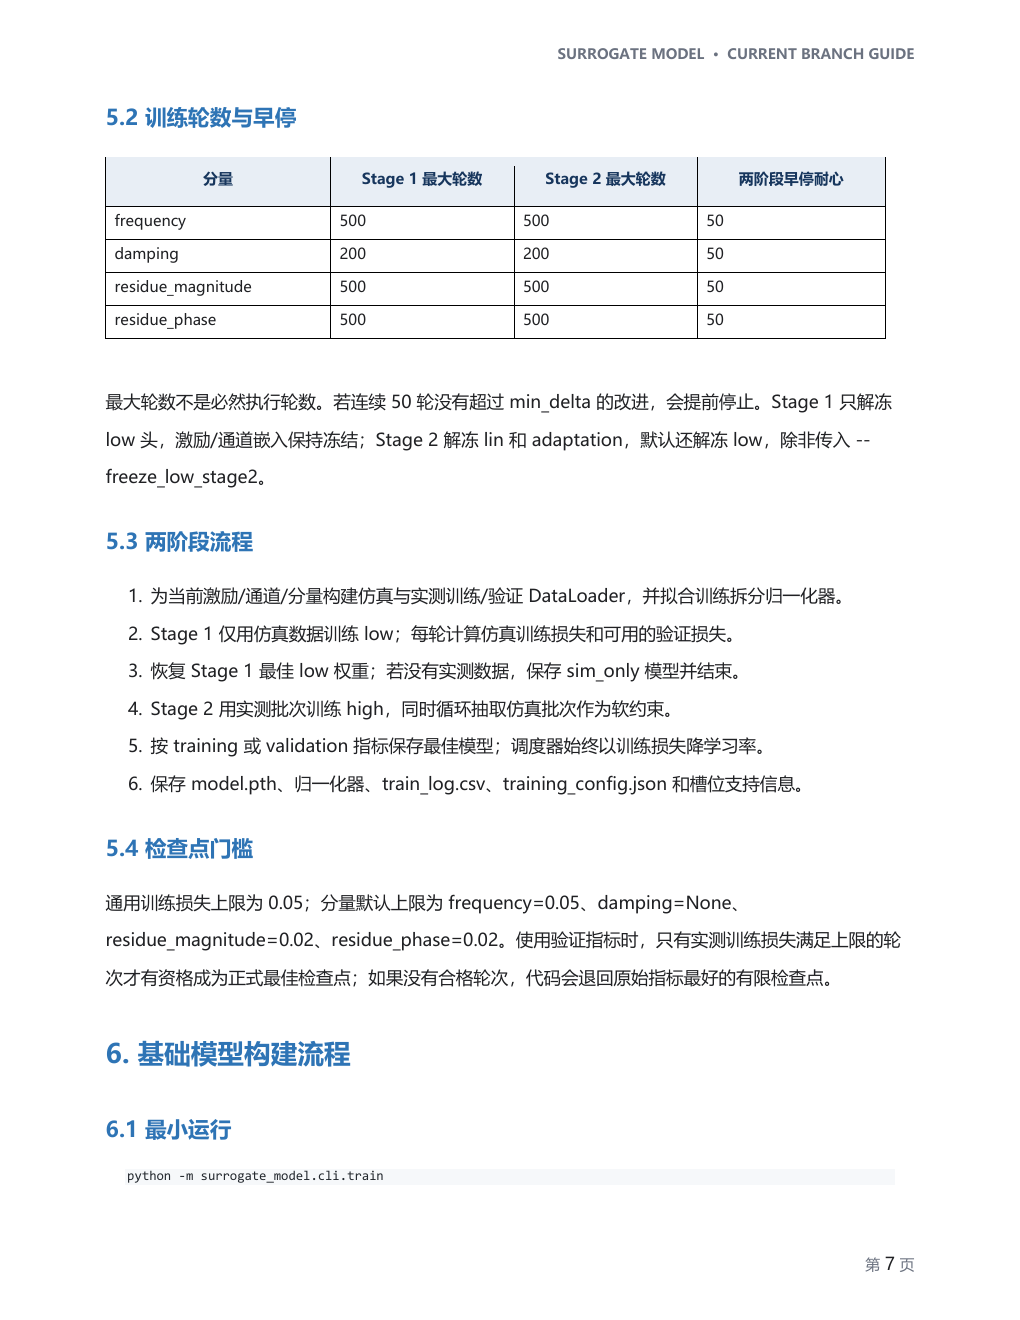 SURROGATE MODEL • CURRENT BRANCH GUIDE
5.2 训练轮数与早停
分量 Stage 1 最大轮数 Stage 2 最大轮数 两阶段早停耐心
frequency 500 500 50
damping 200 200 50
residue_magnitude 500 500 50
residue_phase 500 500 50
最大轮数不是必然执行轮数。若连续 50 轮没有超过 min_delta 的改进，会提前停止。Stage 1 只解冻
low 头，激励/通道嵌入保持冻结；Stage 2 解冻 lin 和 adaptation，默认还解冻 low，除非传入 --
freeze_low_stage2。
5.3 两阶段流程
1. 为当前激励/通道/分量构建仿真与实测训练/验证 DataLoader，并拟合训练拆分归一化器。
2. Stage 1 仅用仿真数据训练 low；每轮计算仿真训练损失和可用的验证损失。
3. 恢复 Stage 1 最佳 low 权重；若没有实测数据，保存 sim_only 模型并结束。
4. Stage 2 用实测批次训练 high，同时循环抽取仿真批次作为软约束。
5. 按 training 或 validation 指标保存最佳模型；调度器始终以训练损失降学习率。
6. 保存 model.pth、归一化器、train_log.csv、training_config.json 和槽位支持信息。
5.4 检查点门槛
通用训练损失上限为 0.05；分量默认上限为 frequency=0.05、damping=None、
residue_magnitude=0.02、residue_phase=0.02。使用验证指标时，只有实测训练损失满足上限的轮
次才有资格成为正式最佳检查点；如果没有合格轮次，代码会退回原始指标最好的有限检查点。
6. 基础模型构建流程
6.1 最小运行
python -m surrogate_model.cli.train
第 7 页